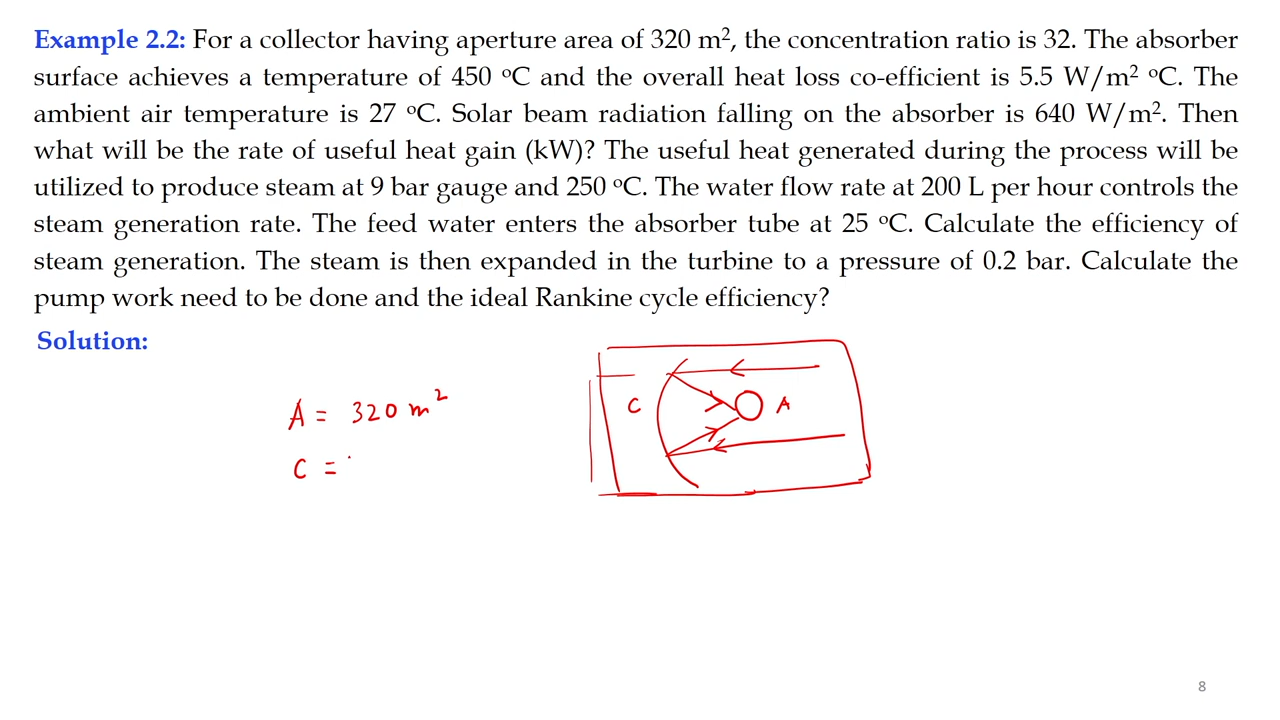 Example 2.2: For a collector having aperture area of 320 m², the concentration ratio is 32. The absorber
surface achieves a temperature of 450 ᵒC and the overall heat loss co-efficient is 5.5 W/m² ᵒC. The
ambient air temperature is 27 ᵒC. Solar beam radiation falling on the absorber is 640 W/m². Then
what will be the rate of useful heat gain (kW)? The useful heat generated during the process will be
utilized to produce steam at 9 bar gauge and 250 ᵒC. The water flow rate at 200 L per hour controls the
steam generation rate. The feed water enters the absorber tube at 25 ᵒC. Calculate the efficiency of
steam generation. The steam is then expanded in the turbine to a pressure of 0.2 bar. Calculate the
pump work need to be done and the ideal Rankine cycle efficiency?
Solution:
A = 320 m²
C =
C
A
8